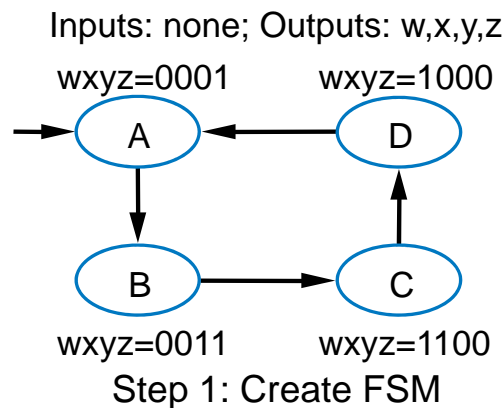 Inputs: none; Outputs: w,x,y,z
wxyz=0001 wxyz=1000
A D
B C
wxyz=0011 wxyz=1100
Step 1: Create FSM